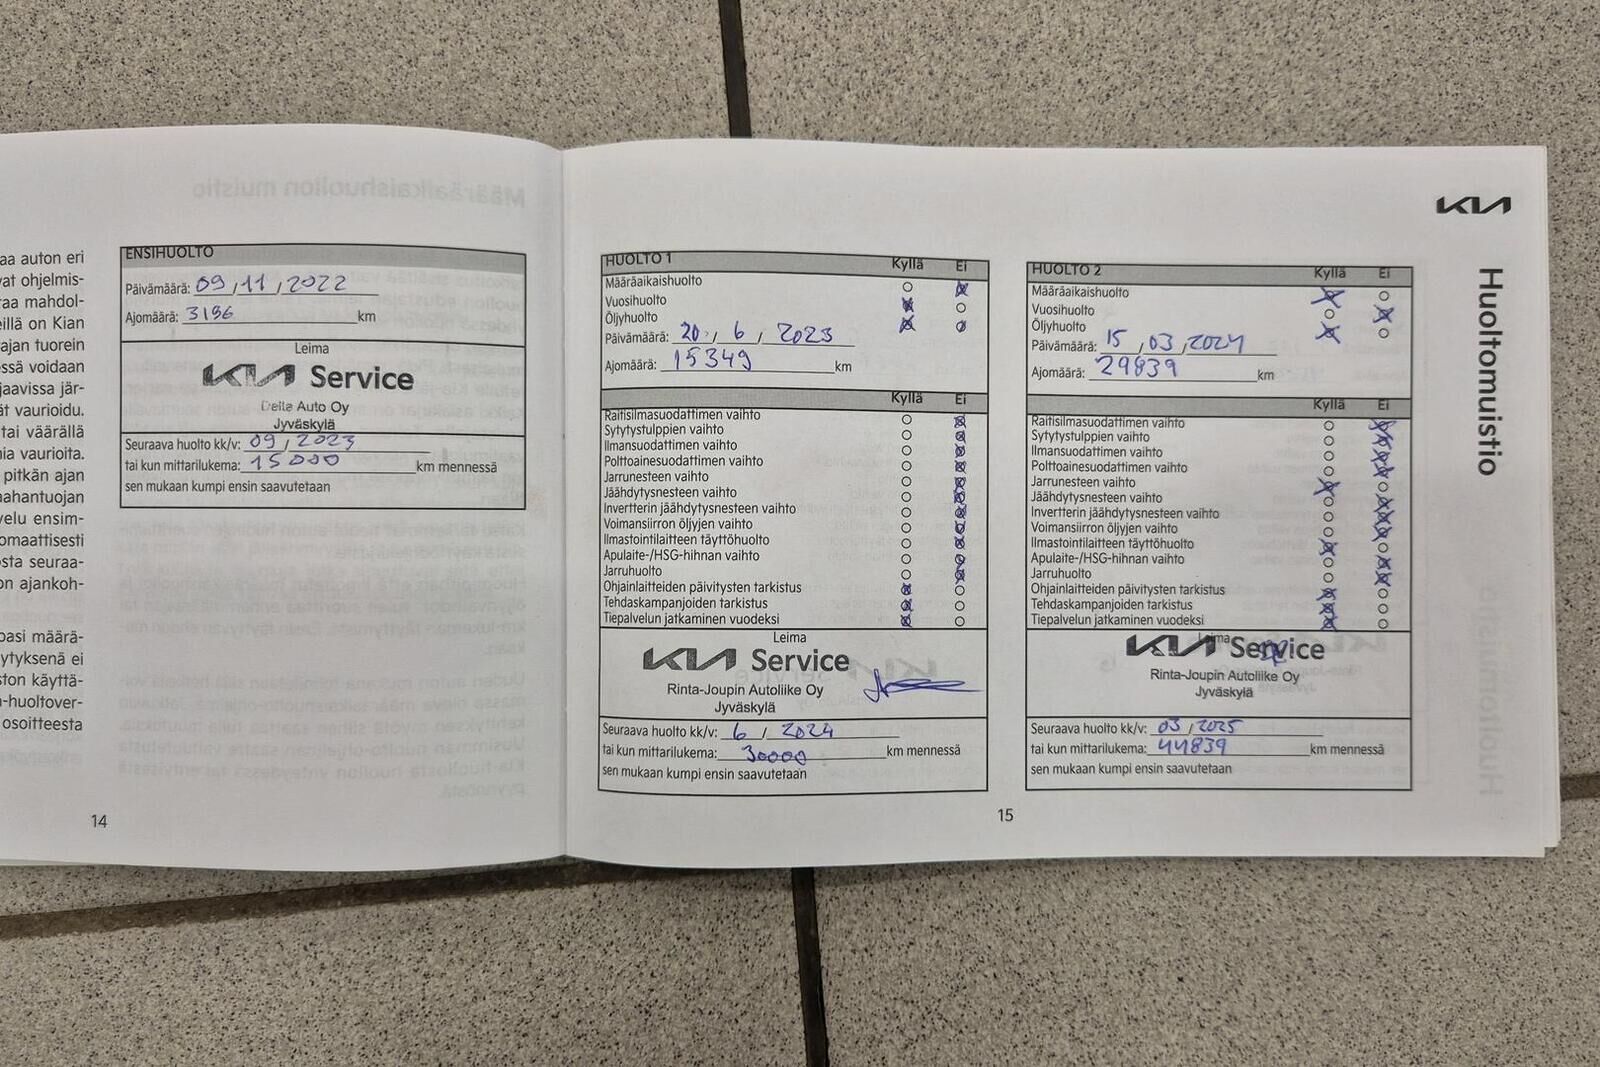 aa auton eri
vat ohjelmis-
raa mahdol-
eillä on Kian
ajan tuorein
essä voidaan
jaavissa jär-
ät vaurioidu.
tai väärällä
nia vaurioita.
pitkän ajan
aahantuojan
velu ensim-
omaattisesti
osta seuraa-
on ajankoh-
pasi määrä-
ytyksenä ei
ston käyttä-
-huoltover-
osoitteesta
14
ENSIHUOLTO
Päivämäärä: 09,11,2022
Ajomäärä: 3196 km
Leima
KIA Service
Delta Auto Oy
Jyväskylä
Seuraava huolto kk/v: 09, 2023
tai kun mittarilukema: 15000 km mennessä
sen mukaan kumpi ensin saavutetaan
HUOLTO 1 Kyllä Ei
Määräaikaishuolto
Vuosihuolto
Öljyhuolto
Päivämäärä: 20, 6, 2023
Ajomäärä: 15349 km
Kyllä Ei
Raitisilmasuodattimen vaihto
Sytytystulppien vaihto
Ilmansuodattimen vaihto
Polttoainesuodattimen vaihto
Jarrunesteen vaihto
Jäähdytysnesteen vaihto
Invertterin jäähdytysnesteen vaihto
Voimansiirron öljyjen vaihto
Ilmastointilaitteen täyttöhuolto
Apulaite-/HSG-hihnan vaihto
Jarruhuolto
Ohjainlaitteiden päivitysten tarkistus
Tehdaskampanjoiden tarkistus
Tiepalvelun jatkaminen vuodeksi
Leima
KIA Service
Rinta-Joupin Autoliike Oy
Jyväskylä
Seuraava huolto kk/v: 6, 2024
tai kun mittarilukema: 30000 km mennessä
sen mukaan kumpi ensin saavutetaan
HUOLTO 2 Kyllä Ei
Määräaikaishuolto
Vuosihuolto
Öljyhuolto
Päivämäärä: 15,03,2024
Ajomäärä: 29839 km
Kyllä Ei
Raitisilmasuodattimen vaihto
Sytytystulppien vaihto
Ilmansuodattimen vaihto
Polttoainesuodattimen vaihto
Jarrunesteen vaihto
Jäähdytysnesteen vaihto
Invertterin jäähdytysnesteen vaihto
Voimansiirron öljyjen vaihto
Ilmastointilaitteen täyttöhuolto
Apulaite-/HSG-hihnan vaihto
Jarruhuolto
Ohjainlaitteiden päivitysten tarkistus
Tehdaskampanjoiden tarkistus
Tiepalvelun jatkaminen vuodeksi
Leima
KIA Service
Rinta-Joupin Autoliike Oy
Jyväskylä
Seuraava huolto kk/v: 03, 2025
tai kun mittarilukema: 44839 km mennessä
sen mukaan kumpi ensin saavutetaan
15
KIA
Huoltomuistio